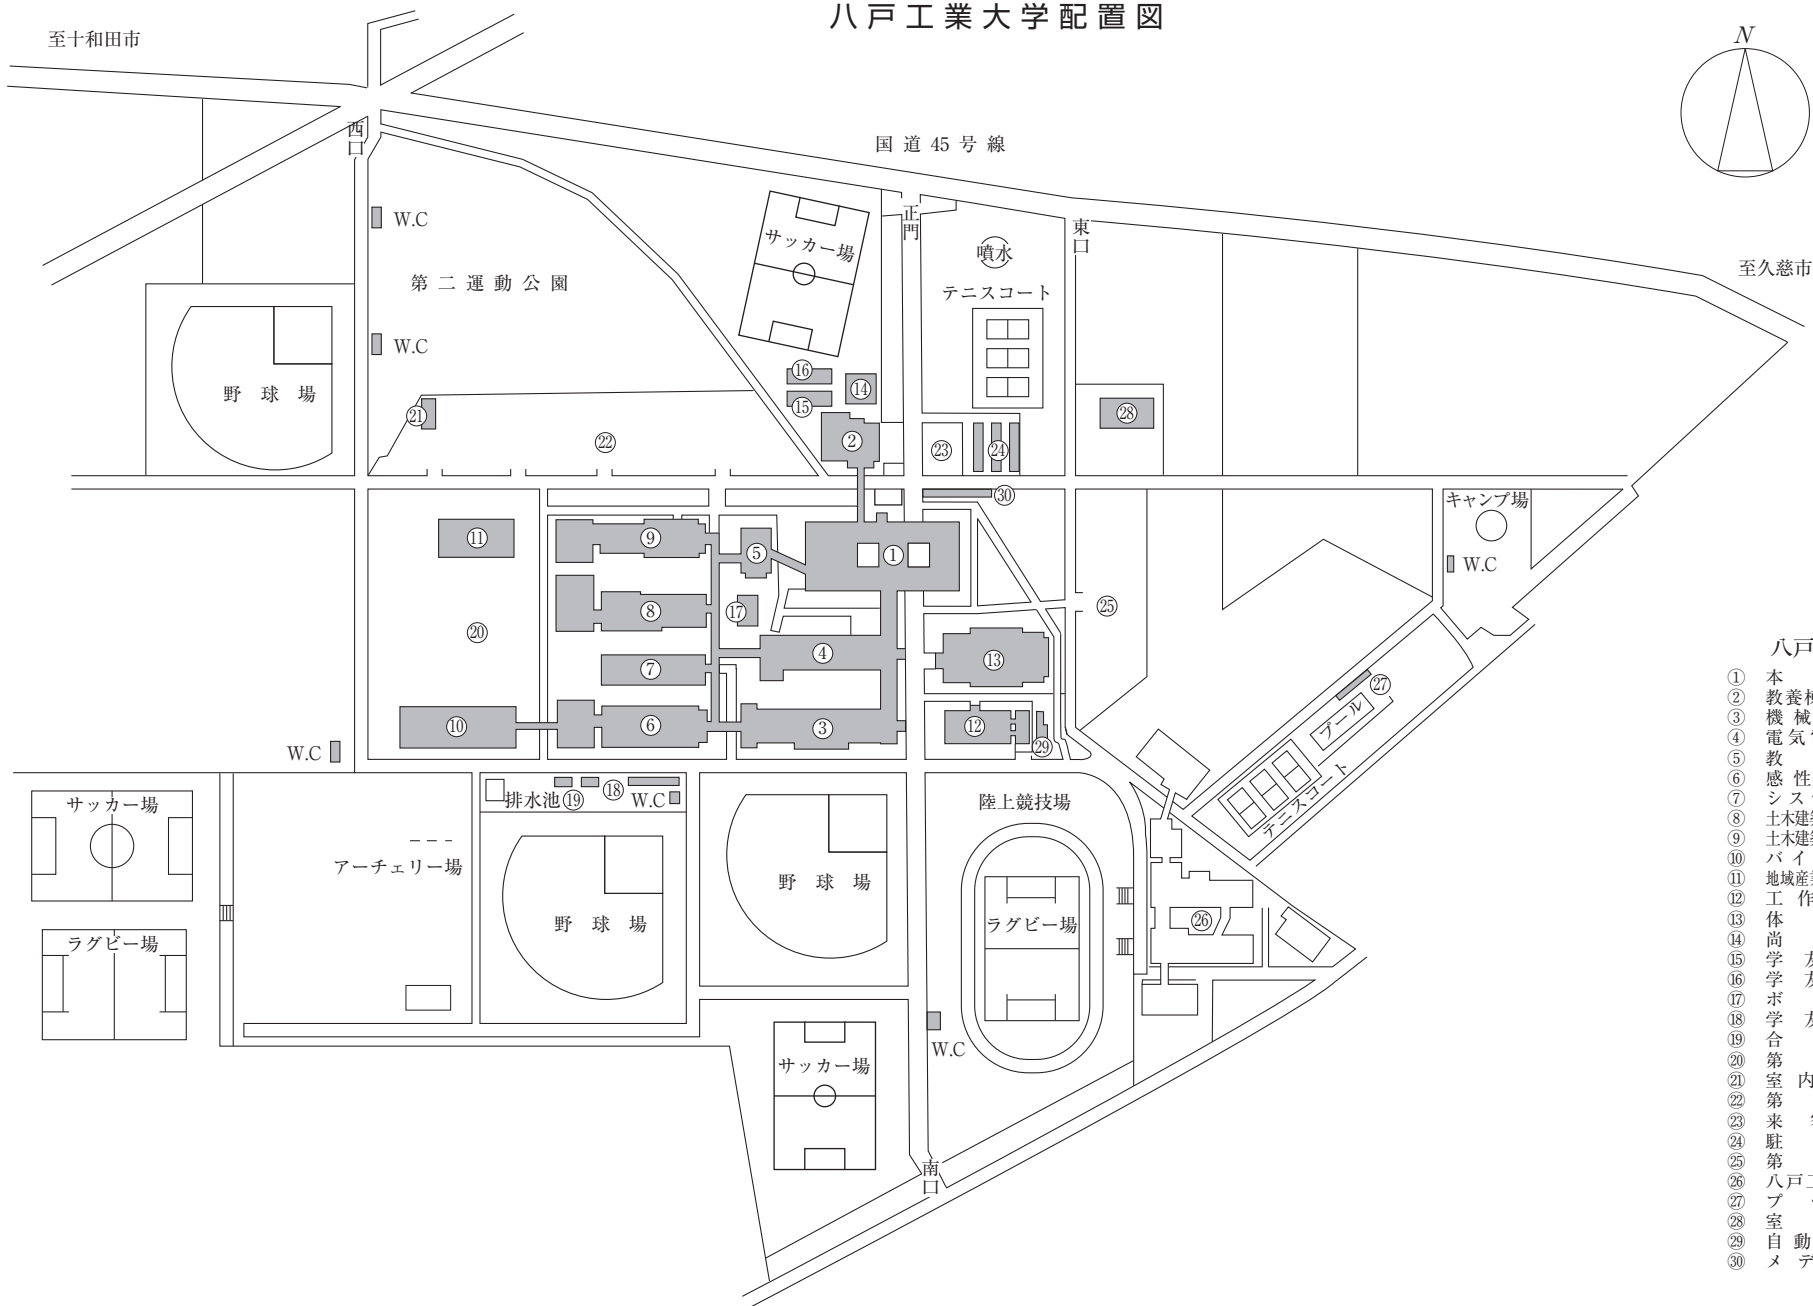 八戸工業大学配置図
至十和田市
N
西口
国道45号線
正門
東口
W.C
サッカー場
噴水
至久慈市
第二運動公園
テニスコート
W.C
野球場
⑯
⑭
⑮
㉑
㉘
㉒
②
㉓
㉔
㉚
キャンプ場
⑪
⑨
⑤
①
W.C
⑧
⑰
㉕
⑳
④
⑬
⑦
㉗
⑩
⑥
③
⑫
プール
W.C
㉙
サッカー場
排水池
⑲
⑱
W.C
陸上競技場
テニスコート
アーチェリー場
野球場
野球場
ラグビー場
㉖
ラグビー場
サッカー場
W.C
南口
八戸
① 本
② 教養棟
③ 機械
④ 電気
⑤ 教
⑥ 感性
⑦ シス
⑧ 土木建築
⑨ 土木建築
⑩ バイ
⑪ 地域産業
⑫ 工作
⑬ 体
⑭ 尚
⑮ 学友
⑯ 学友
⑰ ボ
⑱ 学友
⑲ 合
⑳ 第
㉑ 室内
㉒ 第
㉓ 来
㉔ 駐
㉕ 第
㉖ 八戸工
㉗ プ
㉘ 室
㉙ 自動
㉚ メデ